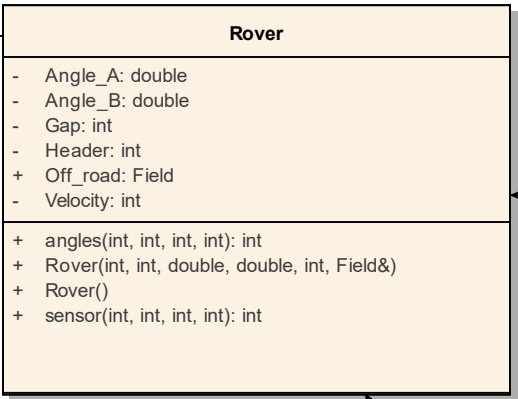 Rover
- Angle_A: double
- Angle_B: double
- Gap: int
- Header: int
+ Off_road: Field
- Velocity: int
+ angles(int, int, int, int): int
+ Rover(int, int, double, double, int, Field&)
+ Rover()
+ sensor(int, int, int, int): int